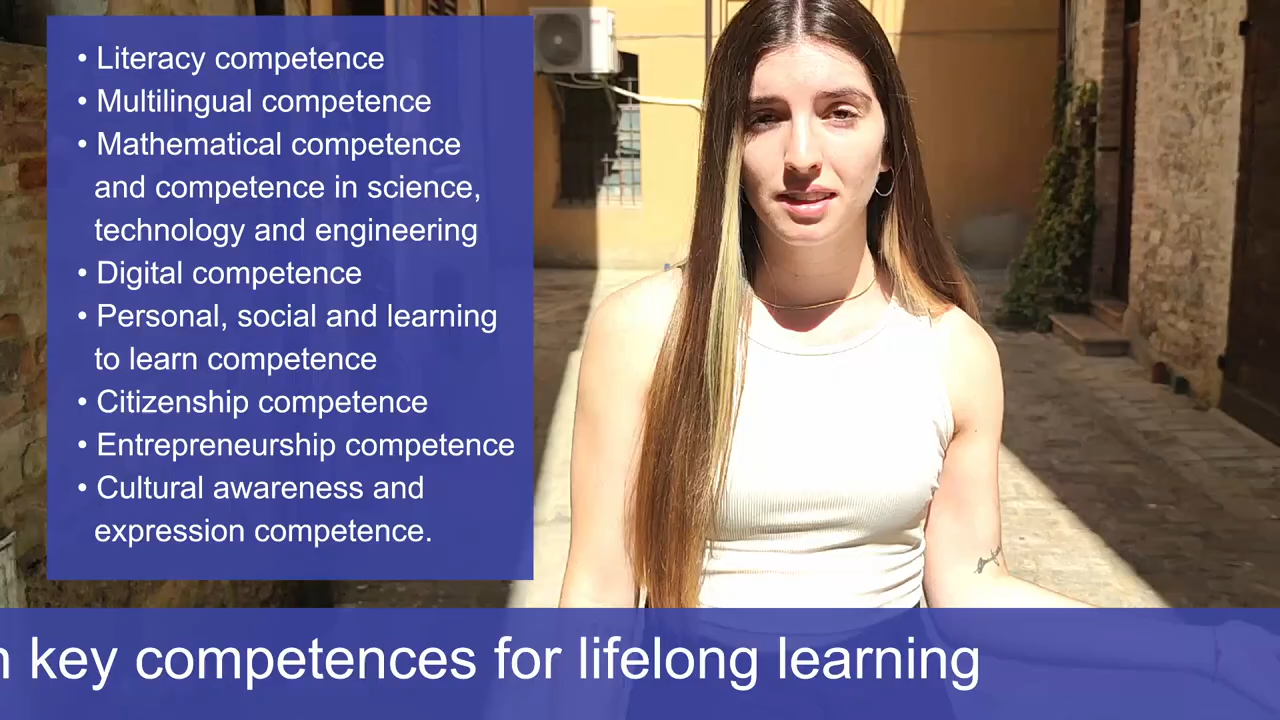 • Literacy competence
• Multilingual competence
• Mathematical competence
and competence in science,
technology and engineering
• Digital competence
• Personal, social and learning
to learn competence
• Citizenship competence
• Entrepreneurship competence
• Cultural awareness and
expression competence.
key competences for lifelong learning